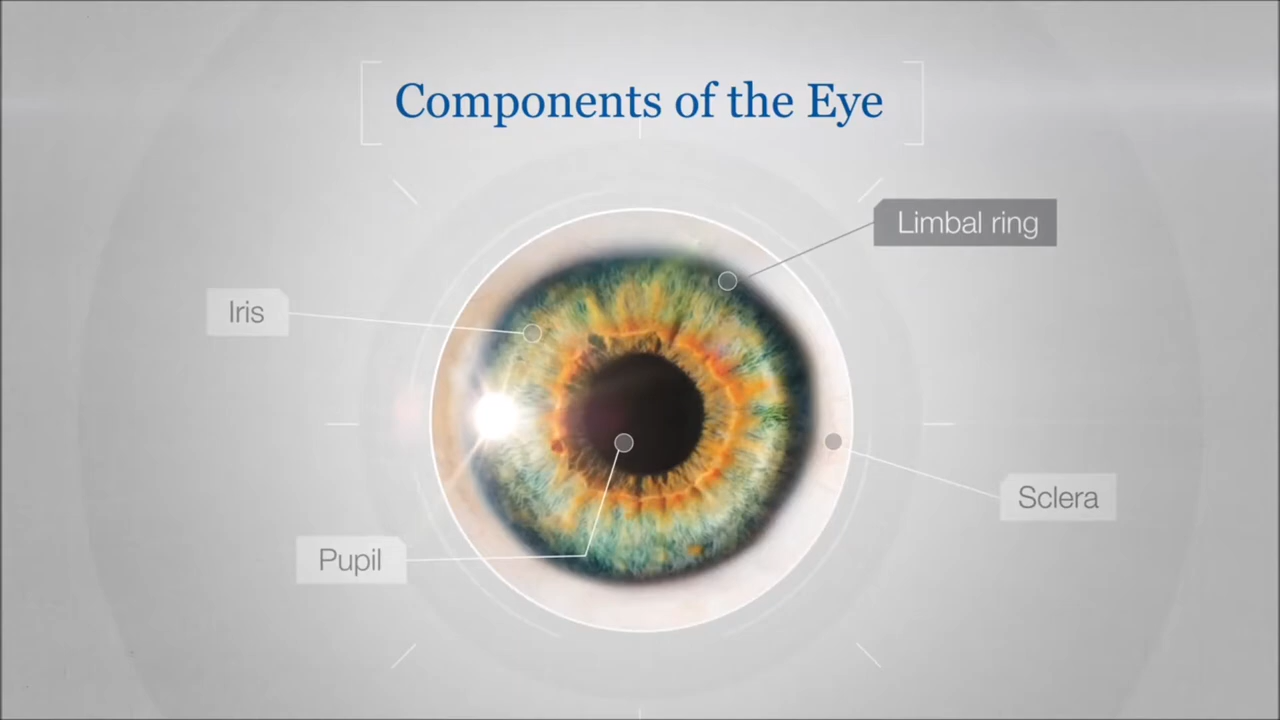 Components of the Eye
Limbal ring
Iris
Sclera
Pupil